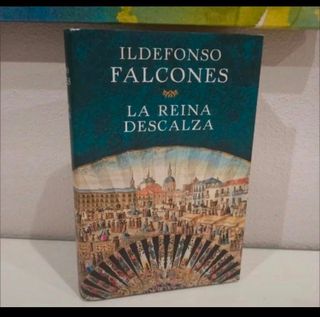 ILDEFONSO
FALCONES
LA REINA
DESCALZA